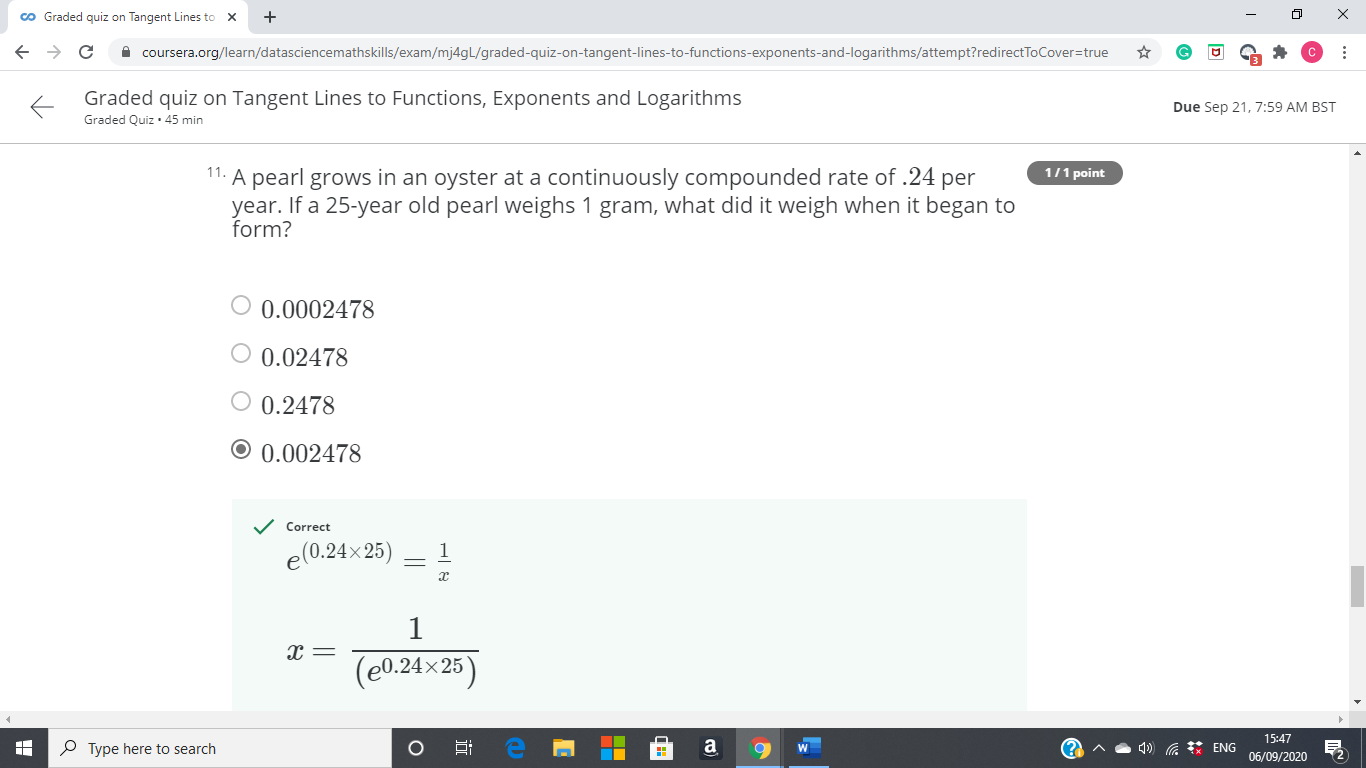 Graded quiz on Tangent Lines to
coursera.org/learn/datasciencemathskills/exam/mj4gL/graded-quiz-on-tangent-lines-to-functions-exponents-and-logarithms/attempt?redirectToCover=true
3
C
Graded quiz on Tangent Lines to Functions, Exponents and Logarithms
Graded Quiz • 45 min
Due Sep 21, 7:59 AM BST
11. A pearl grows in an oyster at a continuously compounded rate of .24 per
year. If a 25-year old pearl weighs 1 gram, what did it weigh when it began to
form?
1 / 1 point
0.0002478
0.02478
0.2478
0.002478
Correct
e^(0.24×25) = 1/x
x = 1/(e^0.24×25)
Type here to search
ENG
15:47
06/09/2020
2